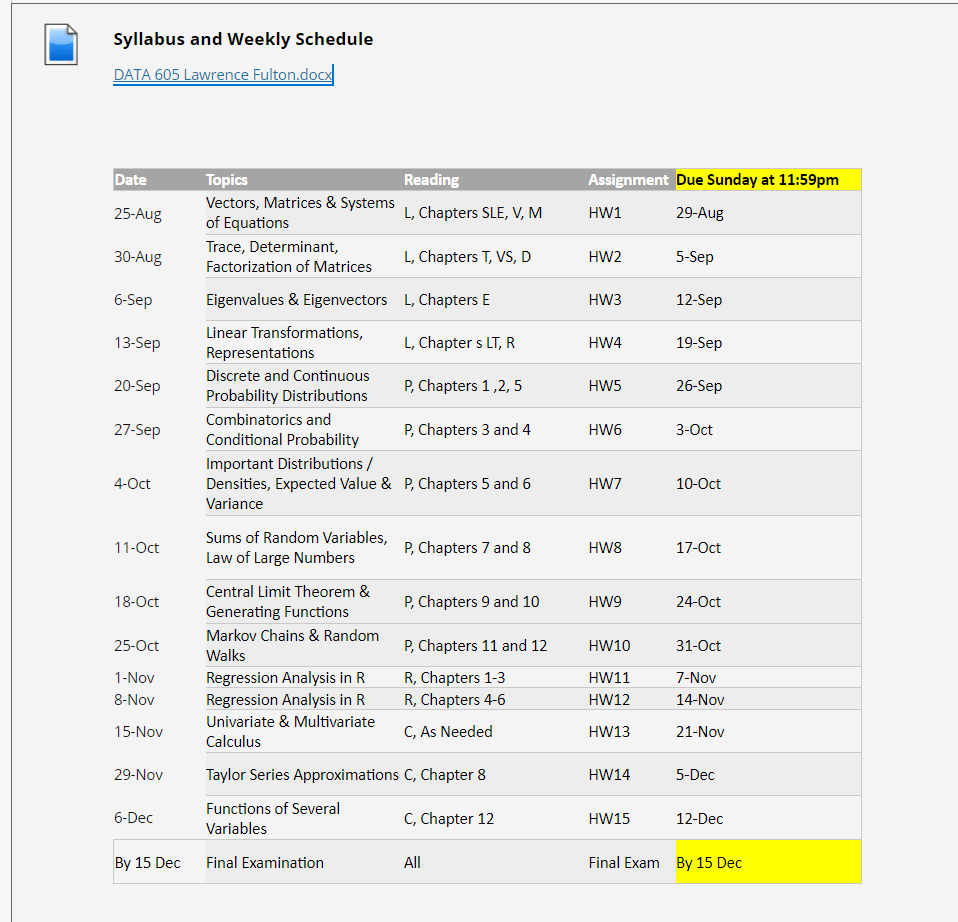 Syllabus and Weekly Schedule
DATA 605 Lawrence Fulton.docx
Date Topics Reading Assignment Due Sunday at 11:59pm
25-Aug Vectors, Matrices & Systems of Equations L, Chapters SLE, V, M HW1 29-Aug
30-Aug Trace, Determinant, Factorization of Matrices L, Chapters T, VS, D HW2 5-Sep
6-Sep Eigenvalues & Eigenvectors L, Chapters E HW3 12-Sep
13-Sep Linear Transformations, Representations L, Chapter s LT, R HW4 19-Sep
20-Sep Discrete and Continuous Probability Distributions P, Chapters 1 ,2, 5 HW5 26-Sep
27-Sep Combinatorics and Conditional Probability P, Chapters 3 and 4 HW6 3-Oct
4-Oct Important Distributions / Densities, Expected Value & Variance P, Chapters 5 and 6 HW7 10-Oct
11-Oct Sums of Random Variables, Law of Large Numbers P, Chapters 7 and 8 HW8 17-Oct
18-Oct Central Limit Theorem & Generating Functions P, Chapters 9 and 10 HW9 24-Oct
25-Oct Markov Chains & Random Walks P, Chapters 11 and 12 HW10 31-Oct
1-Nov Regression Analysis in R R, Chapters 1-3 HW11 7-Nov
8-Nov Regression Analysis in R R, Chapters 4-6 HW12 14-Nov
15-Nov Univariate & Multivariate Calculus C, As Needed HW13 21-Nov
29-Nov Taylor Series Approximations C, Chapter 8 HW14 5-Dec
6-Dec Functions of Several Variables C, Chapter 12 HW15 12-Dec
By 15 Dec Final Examination All Final Exam By 15 Dec